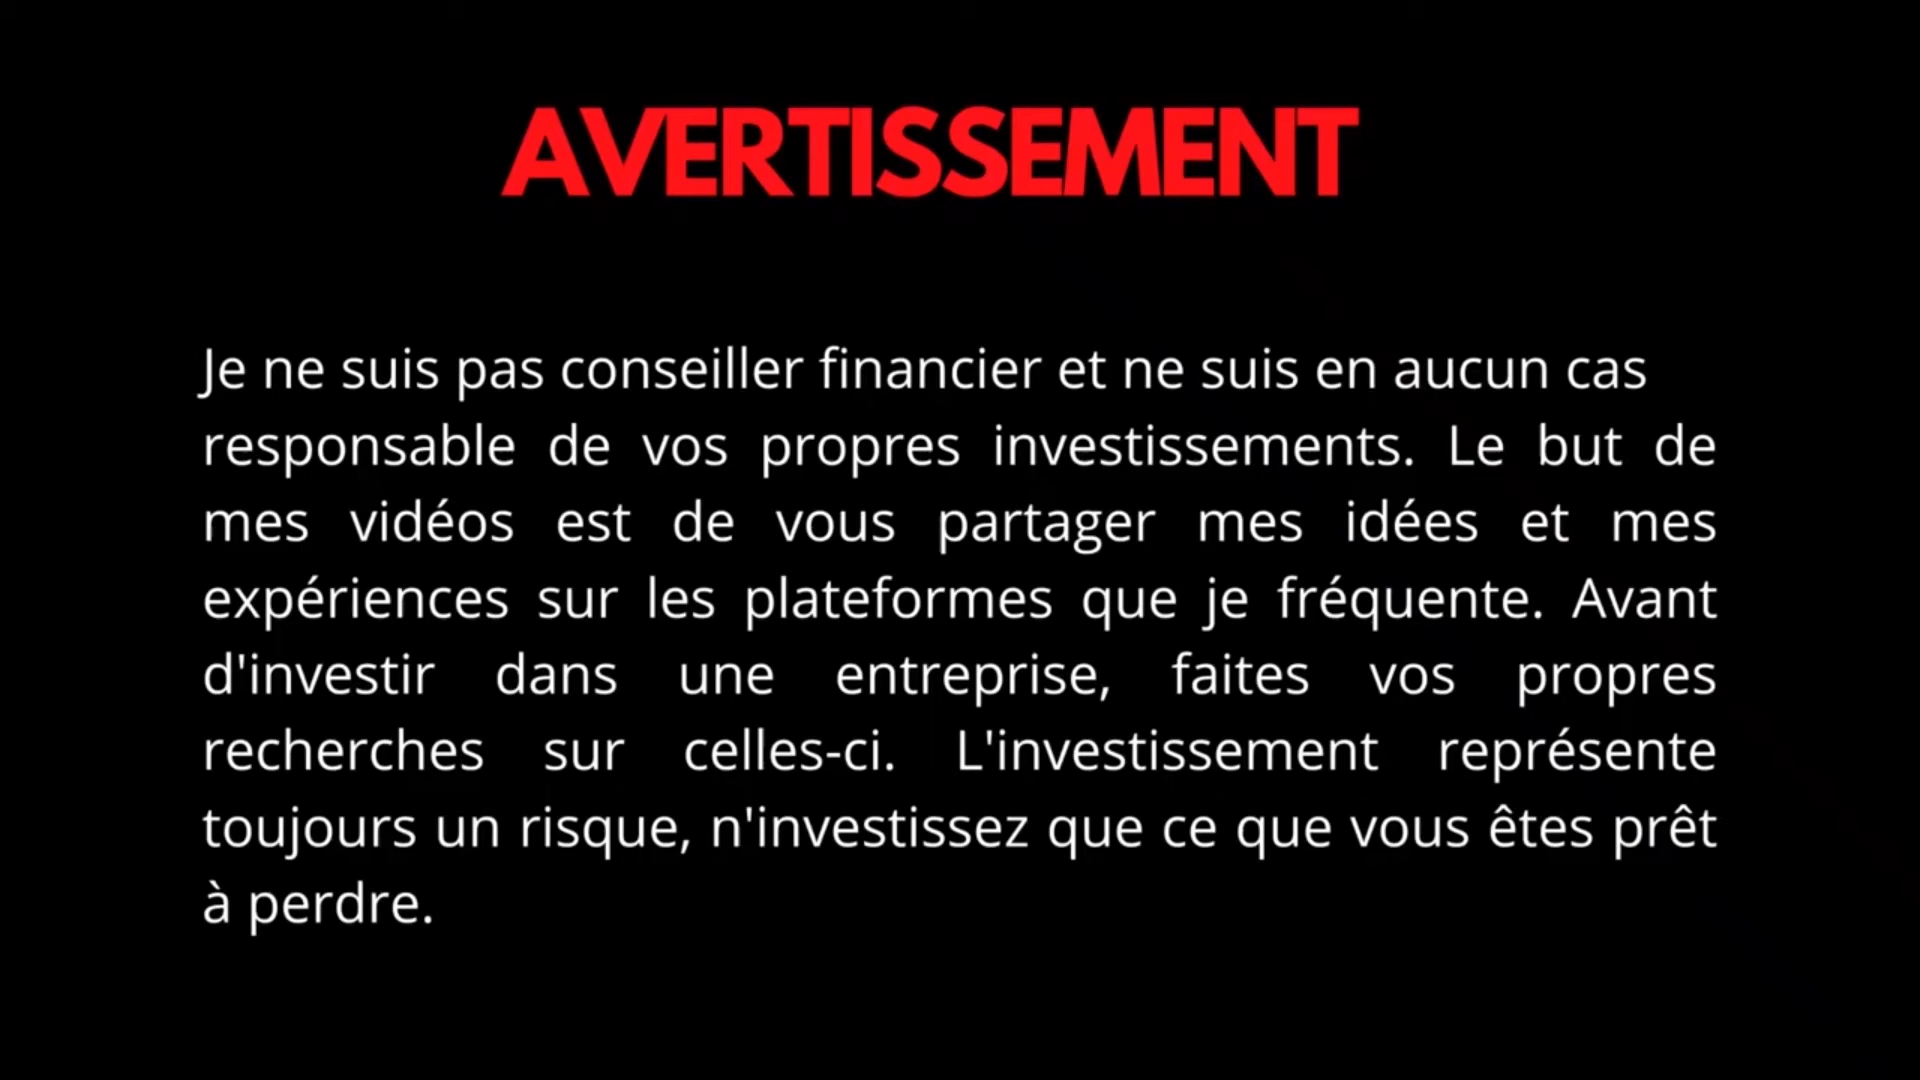 AVERTISSEMENT
Je ne suis pas conseiller financier et ne suis en aucun cas
responsable de vos propres investissements. Le but de
mes vidéos est de vous partager mes idées et mes
expériences sur les plateformes que je fréquente. Avant
d'investir dans une entreprise, faites vos propres
recherches sur celles-ci. L'investissement représente
toujours un risque, n'investissez que ce que vous êtes prêt
à perdre.